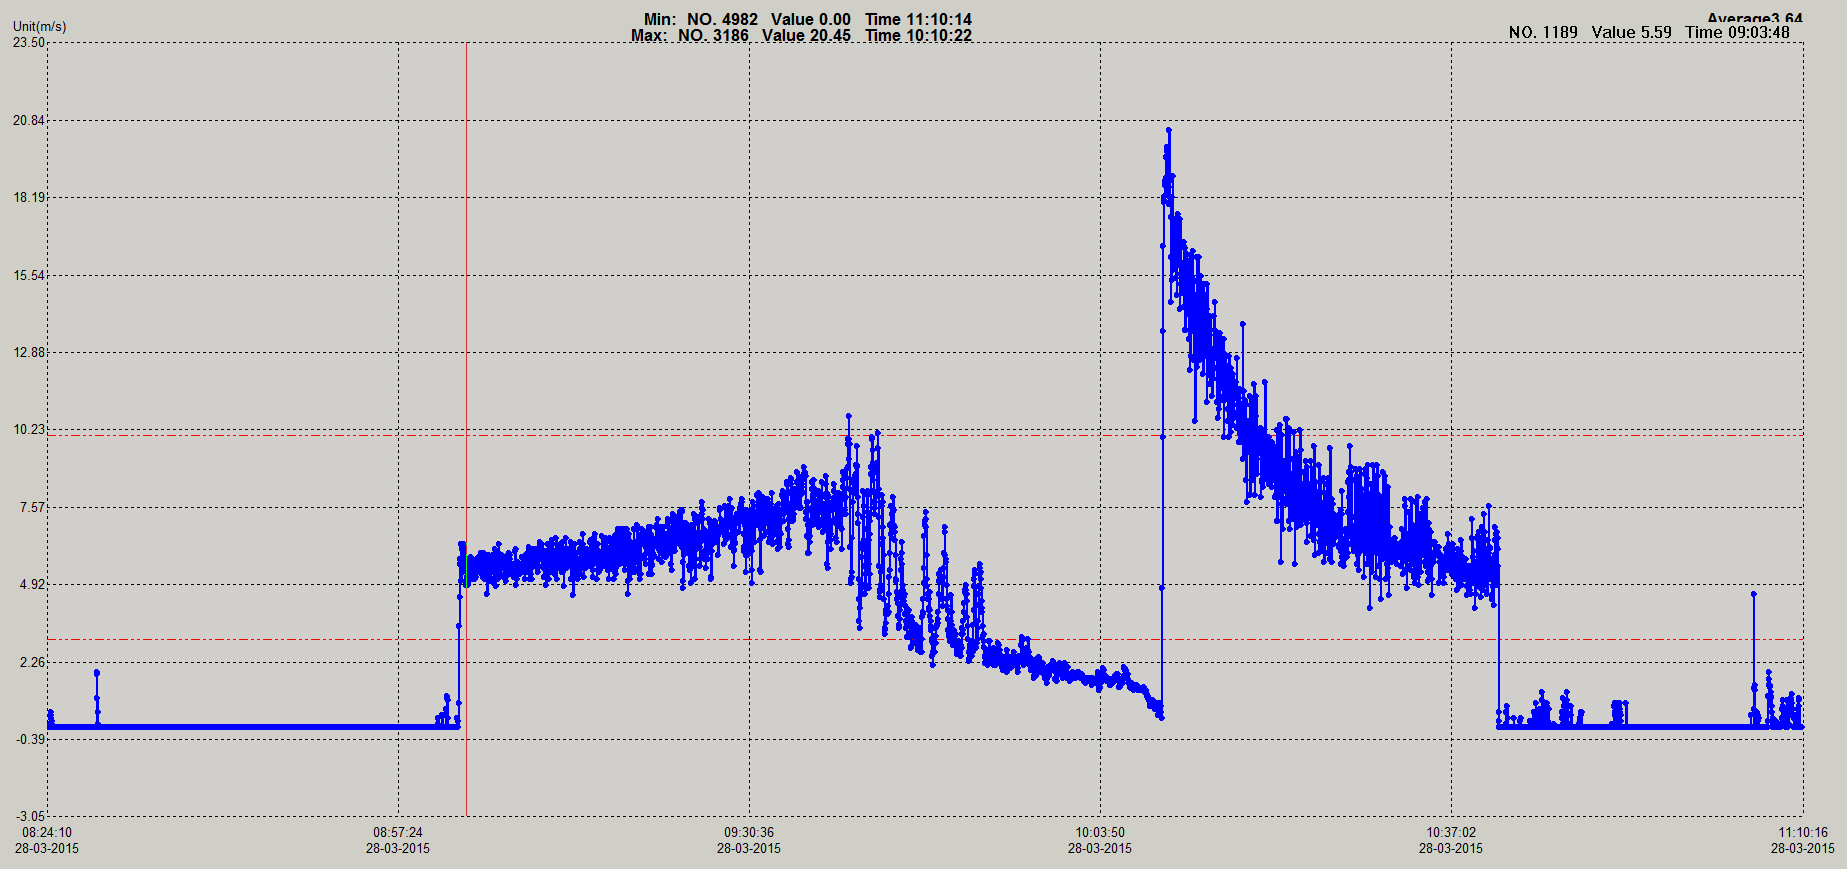 Min:  NO. 4982   Value 0.00   Time 11:10:14
Average3.64
Unit(m/s)
Max:  NO. 3186   Value 20.45   Time 10:10:22
NO. 1189   Value 5.59   Time 09:03:48
23.50
20.84
18.19
15.54
12.88
10.23
7.57
4.92
2.26
-0.39
-3.05
08:24:10   08:57:24   09:30:36   10:03:50   10:37:02   11:10:16
28-03-2015   28-03-2015   28-03-2015   28-03-2015   28-03-2015   28-03-2015